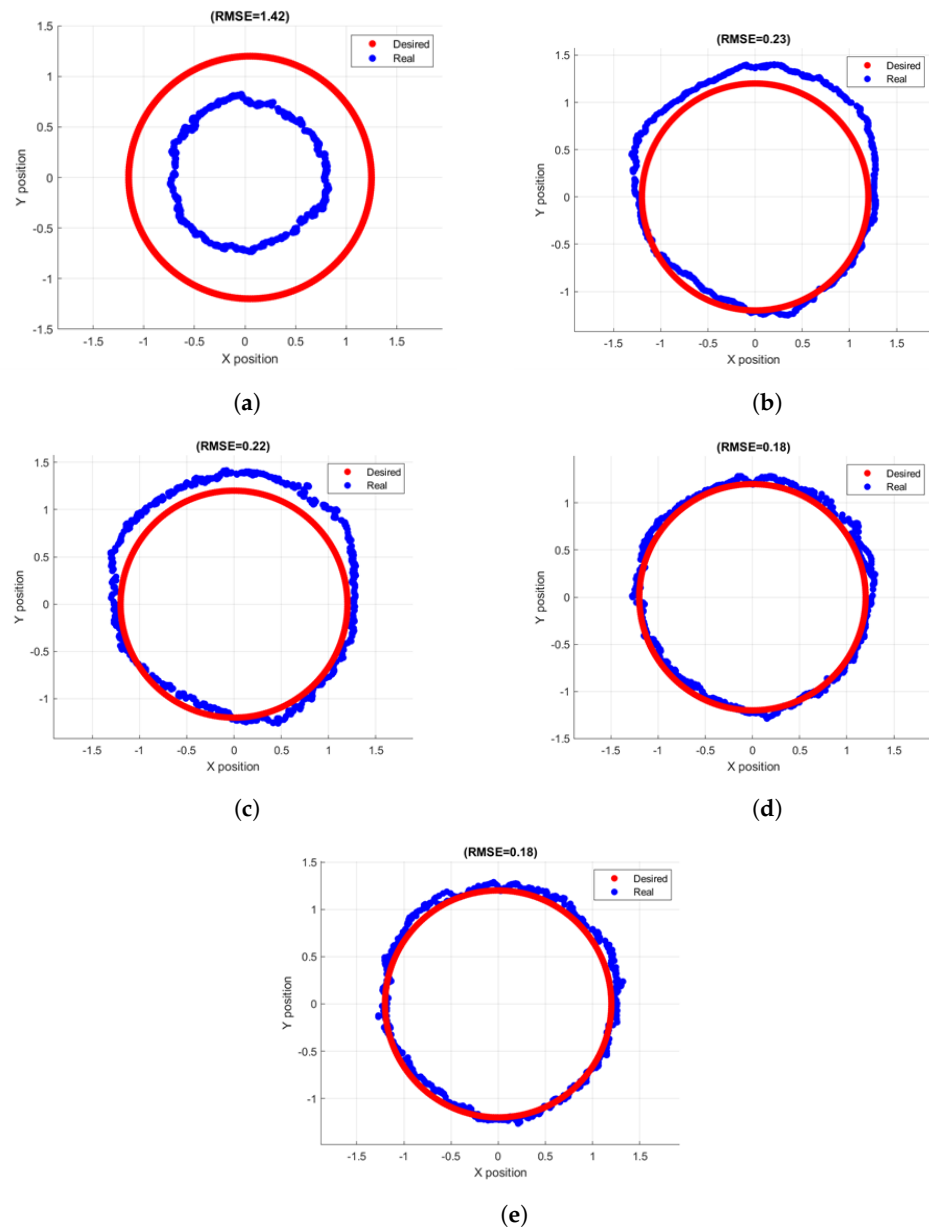 (RMSE=1.42)
1.5
1
0.5
0
-0.5
-1
-1.5
Y position
-1.5 -1 -0.5 0 0.5 1 1.5
X position
Desired
Real
(a)
(RMSE=0.23)
1.5
1
0.5
0
-0.5
-1
Y position
-1.5 -1 -0.5 0 0.5 1 1.5
X position
Desired
Real
(b)
(RMSE=0.22)
1.5
1
0.5
0
-0.5
-1
Y position
-1.5 -1 -0.5 0 0.5 1 1.5
X position
Desired
Real
(c)
(RMSE=0.18)
1.5
1
0.5
0
-0.5
-1
-1.5
Y position
-1.5 -1 -0.5 0 0.5 1 1.5
X position
Desired
Real
(d)
(RMSE=0.18)
1.5
1
0.5
0
-0.5
-1
Y position
-1.5 -1 -0.5 0 0.5 1 1.5
X position
Desired
Real
(e)